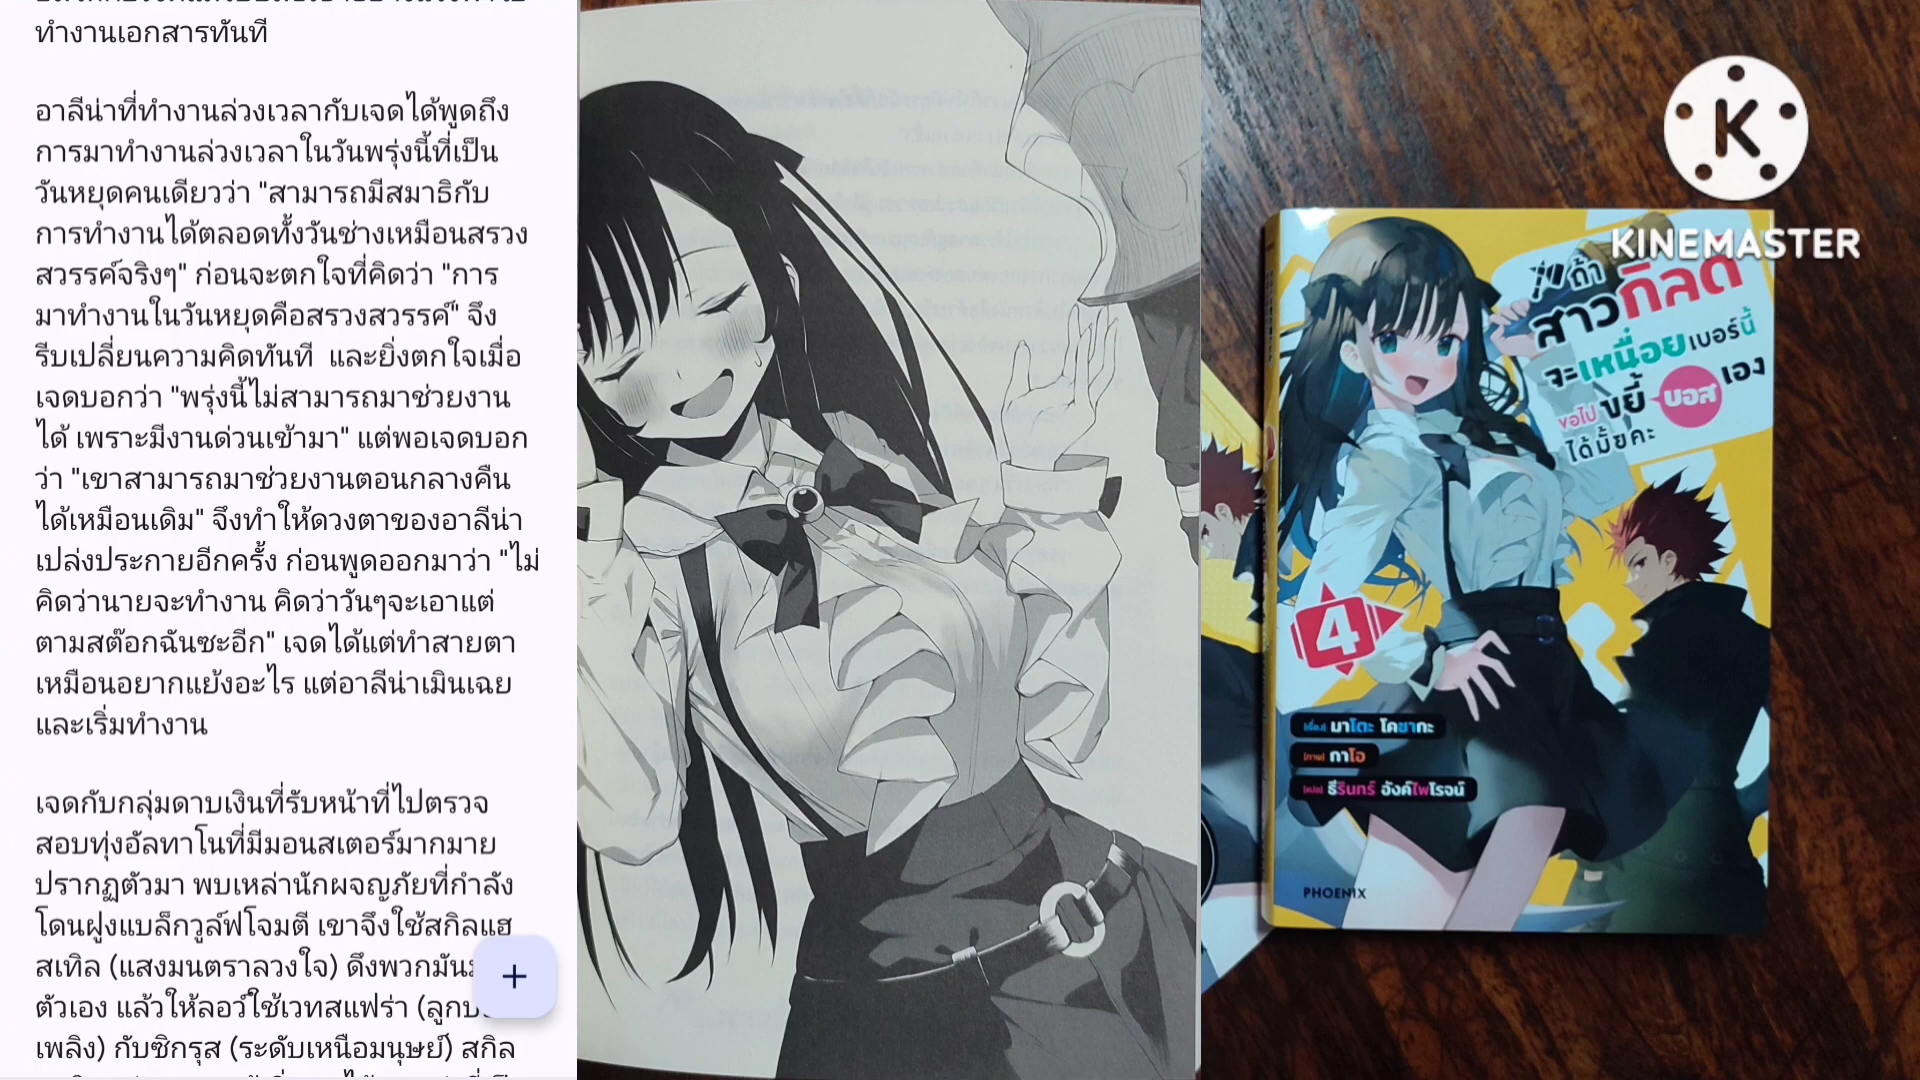 ทำงานเอกสารทันที
อาลีน่าที่ทำงานล่วงเวลากับเจดได้พูดถึง
การมาทำงานล่วงเวลาในวันพรุ่งนี้ที่เป็น
วันหยุดคนเดียวว่า "สามารถมีสมาธิกับ
การทำงานได้ตลอดทั้งวันช่างเหมือนสรวง
สวรรค์จริงๆ" ก่อนจะตกใจที่คิดว่า "การ
มาทำงานในวันหยุดคือสรวงสวรรค์" จึง
รีบเปลี่ยนความคิดทันที  และยิ่งตกใจเมื่อ
เจดบอกว่า "พรุ่งนี้ไม่สามารถมาช่วยงาน
ได้ เพราะมีงานด่วนเข้ามา" แต่พอเจดบอก
ว่า "เขาสามารถมาช่วยงานตอนกลางคืน
ได้เหมือนเดิม" จึงทำให้ดวงตาของอาลีน่า
เปล่งประกายอีกครั้ง ก่อนพูดออกมาว่า "ไม่
คิดว่านายจะทำงาน คิดว่าวันๆจะเอาแต่
ตามสต๊อกฉันซะอีก" เจดได้แต่ทำสายตา
เหมือนอยากแย้งอะไร แต่อาลีน่าเมินเฉย
และเริ่มทำงาน
เจดกับกลุ่มดาบเงินที่รับหน้าที่ไปตรวจ
สอบทุ่งอัลทาโนที่มีมอนสเตอร์มากมาย
ปรากฏตัวมา พบเหล่านักผจญภัยที่กำลัง
โดนฝูงแบล็กวูล์ฟโจมตี เขาจึงใช้สกิลแฮ
สเทิล (แสงมนตราลวงใจ) ดึงพวกมัน
ตัวเอง แล้วให้ลอว์ใช้เวทสแฟร่า
เพลิง) กับซิกรุส (ระดับเหนือมนุษย์) สกิล
K
KINEMASTER
ถ้า
สาวกิลด์
จะเหนื่อยเบอร์นี้
ขอไปขยี้บอสเอง
ได้มั้ยคะ
4
[เรื่อง] มาโตะ โคซากะ
[ภาพ] กาโอ
[แปล] ธีรินทร์ อังค์ไพโรจน์
PHOENIX